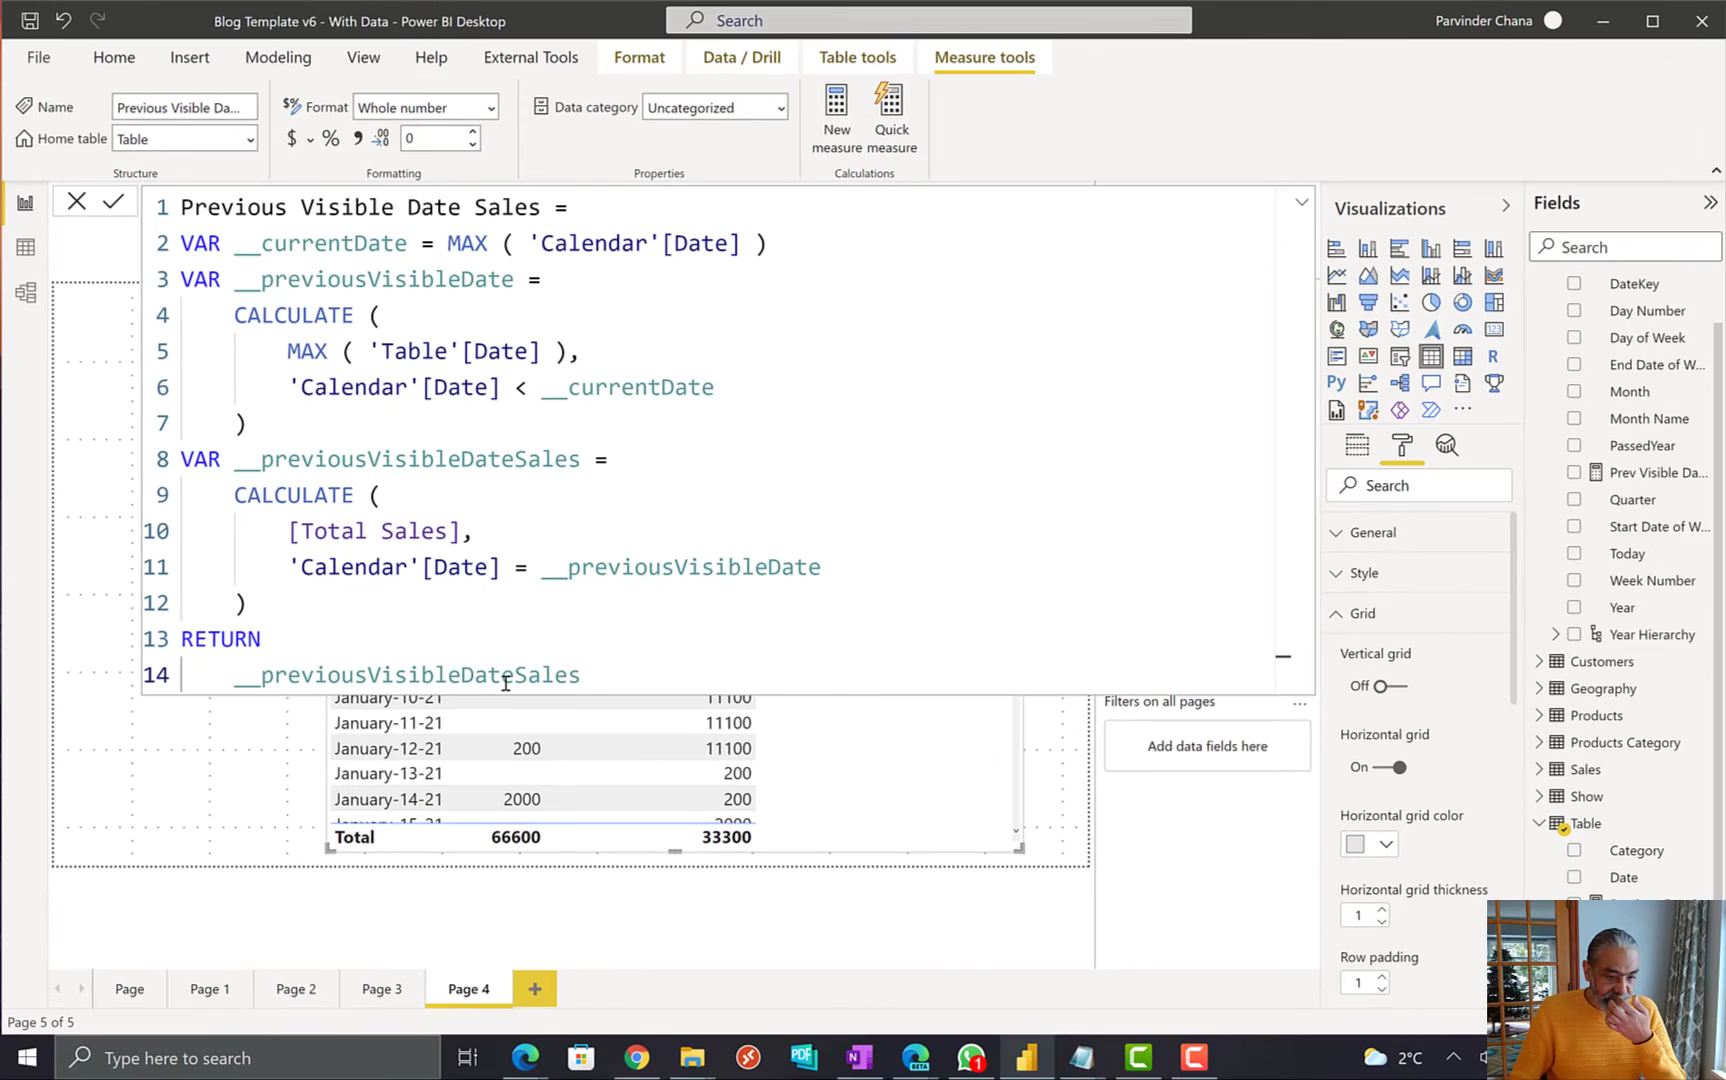 Blog Template v6 - With Data - Power BI Desktop
Search
Parvinder Chana
File
Home
Insert
Modeling
View
Help
External Tools
Format
Data / Drill
Table tools
Measure tools
Name
Previous Visible Da...
Home table
Table
Structure
Format
Whole number
$
%
0
Formatting
Data category
Uncategorized
Properties
New
measure
Quick
measure
Calculations
1 Previous Visible Date Sales =
2 VAR __currentDate = MAX ( 'Calendar'[Date] )
3 VAR __previousVisibleDate =
4 CALCULATE (
5 MAX ( 'Table'[Date] ),
6 'Calendar'[Date] < __currentDate
7 )
8 VAR __previousVisibleDateSales =
9 CALCULATE (
10 [Total Sales],
11 'Calendar'[Date] = __previousVisibleDate
12 )
13 RETURN
14 __previousVisibleDateSales
January-10-21 11100
January-11-21 11100
January-12-21 200 11100
January-13-21 200
January-14-21 2000 200
Total 66600 33300
Filters on all pages
Add data fields here
Visualizations
R
Py
Search
General
Style
Grid
Vertical grid
Off
Horizontal grid
On
Horizontal grid color
Horizontal grid thickness
1
Row padding
1
Fields
Search
DateKey
Day Number
Day of Week
End Date of W...
Month
Month Name
PassedYear
Prev Visible Da...
Quarter
Start Date of W...
Today
Week Number
Year
Year Hierarchy
Customers
Geography
Products
Products Category
Sales
Show
Table
Category
Date
Page
Page 1
Page 2
Page 3
Page 4
Page 5 of 5
Type here to search
2°C